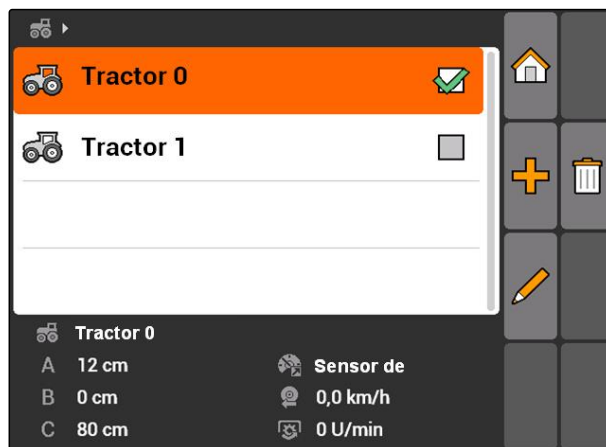 Tractor 0
Tractor 1
Tractor 0
A 12 cm Sensor de
B 0 cm 0,0 km/h
C 80 cm 0 U/min